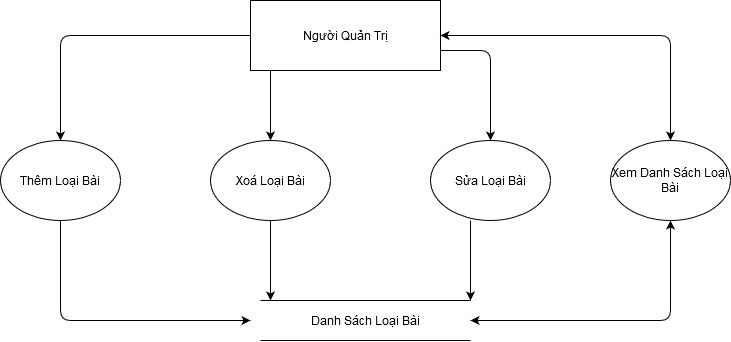 Người Quản Trị
Thêm Loại Bài
Xoá Loại Bài
Sửa Loại Bài
Xem Danh Sách Loại
Bài
Danh Sách Loại Bài